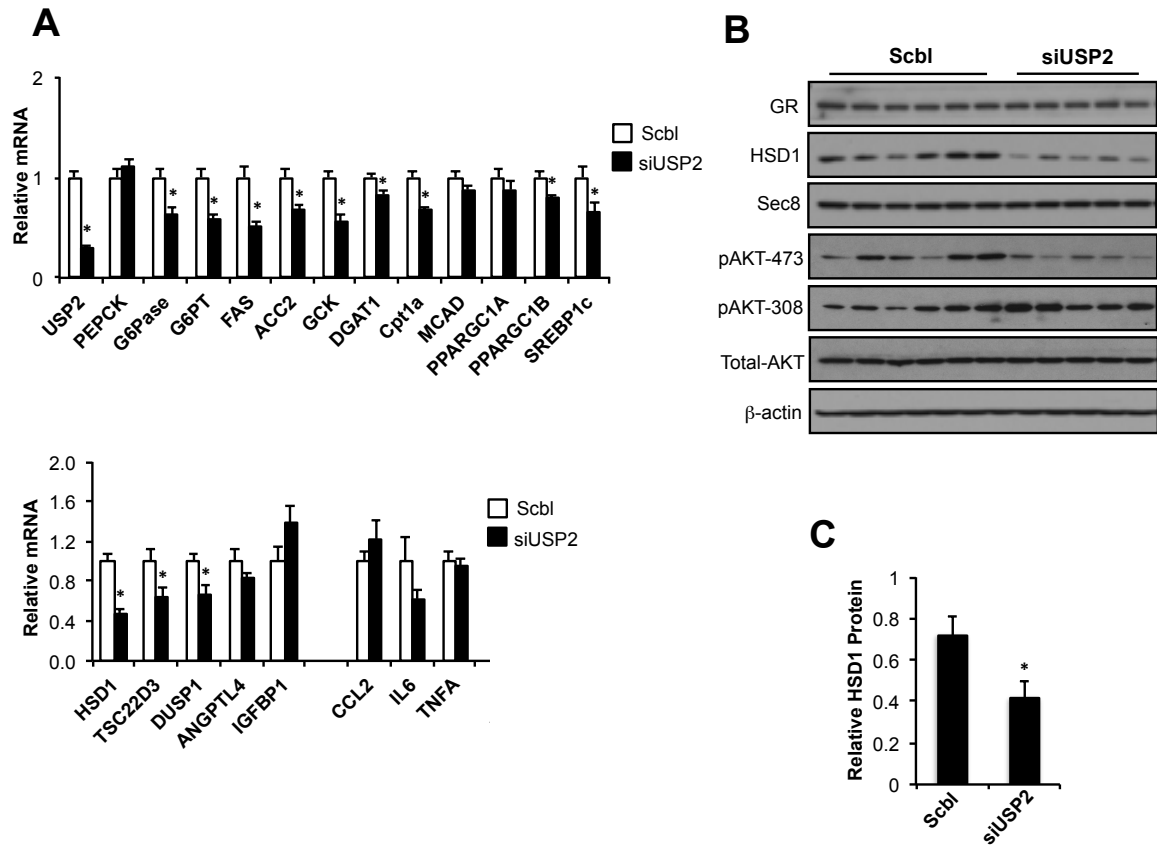 A
2
1
0
Relative mRNA
Scbl
siUSP2
*
*
*
*
*
*
*
*
*
*
USP2
PEPCK
G6Pase
G6PT
FAS
ACC2
GCK
DGAT1
Cpt1a
MCAD
PPARGC1A
PPARGC1B
SREBP1c
2.0
1.6
1.2
0.8
0.4
0.0
Relative mRNA
Scbl
siUSP2
*
*
*
HSD1
TSC22D3
DUSP1
ANGPTL4
IGFBP1
CCL2
IL6
TNFA
B
Scbl siUSP2
GR
HSD1
Sec8
pAKT-473
pAKT-308
Total-AKT
β-actin
C
1
0.8
0.6
0.4
0.2
0
Relative HSD1 Protein
*
Scbl
siUSP2